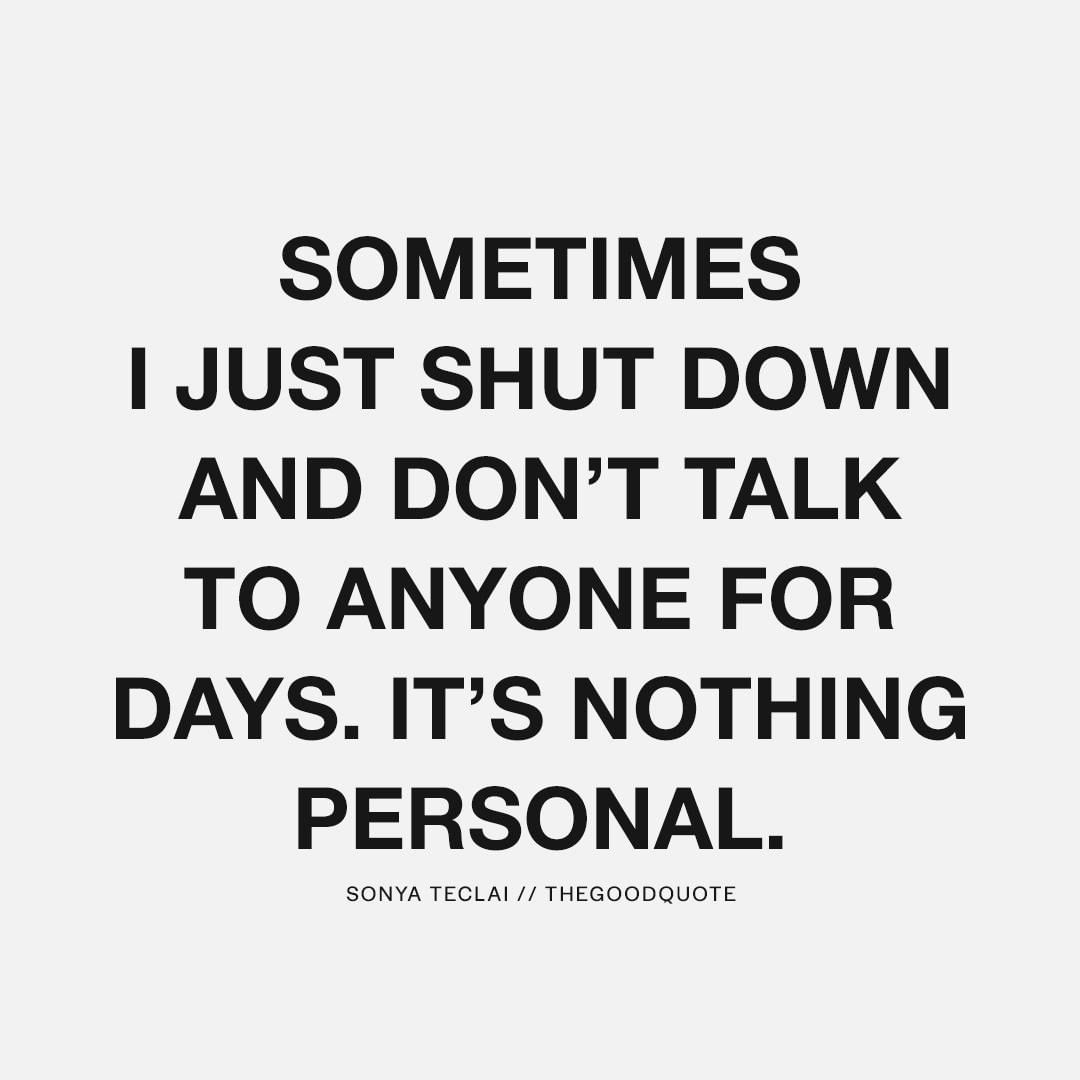 SOMETIMES
I JUST SHUT DOWN
AND DON’T TALK
TO ANYONE FOR
DAYS. IT’S NOTHING
PERSONAL.
SONYA TECLAI // THEGOODQUOTE